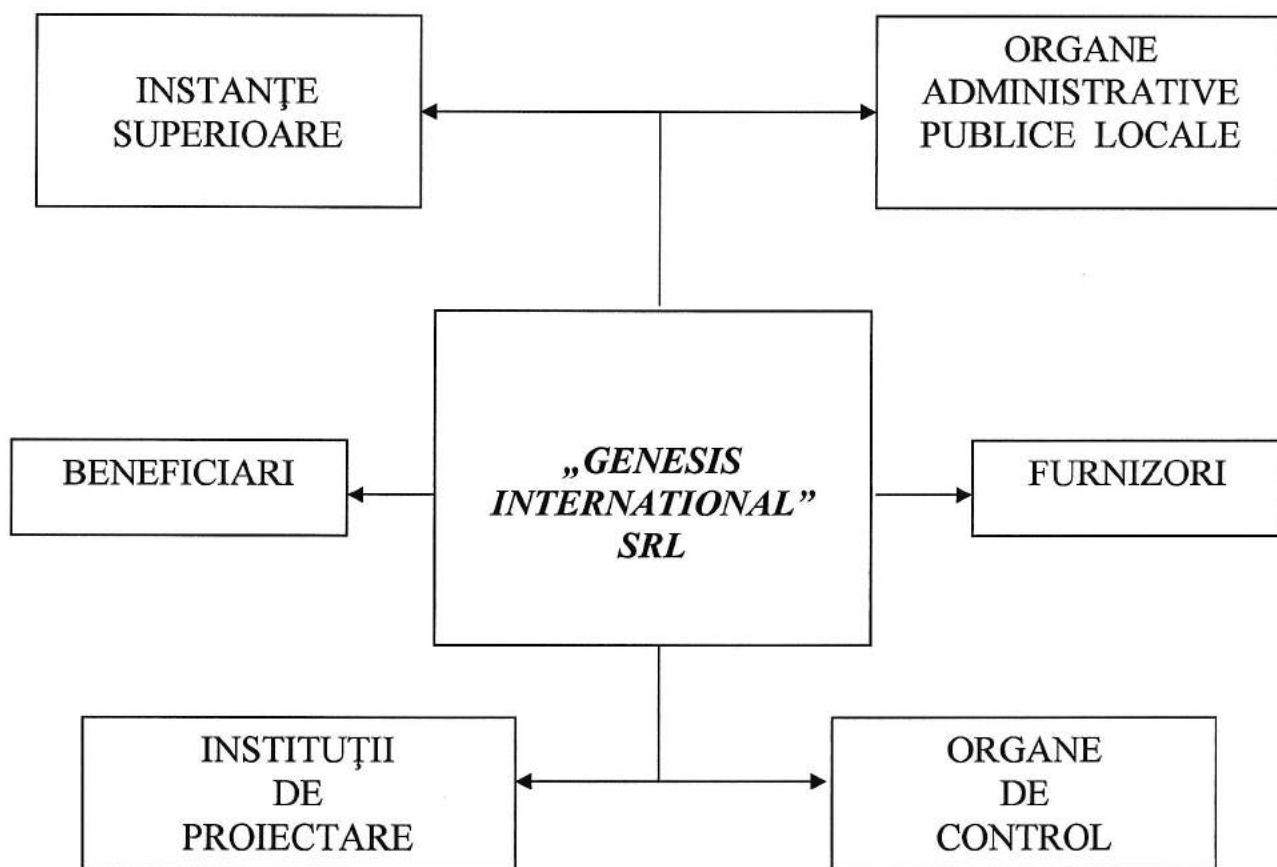 INSTANŢE
SUPERIOARE
ORGANE
ADMINISTRATIVE
PUBLICE LOCALE
BENEFICIARI
„GENESIS
INTERNATIONAL”
SRL
FURNIZORI
INSTITUŢII
DE
PROIECTARE
ORGANE
DE
CONTROL